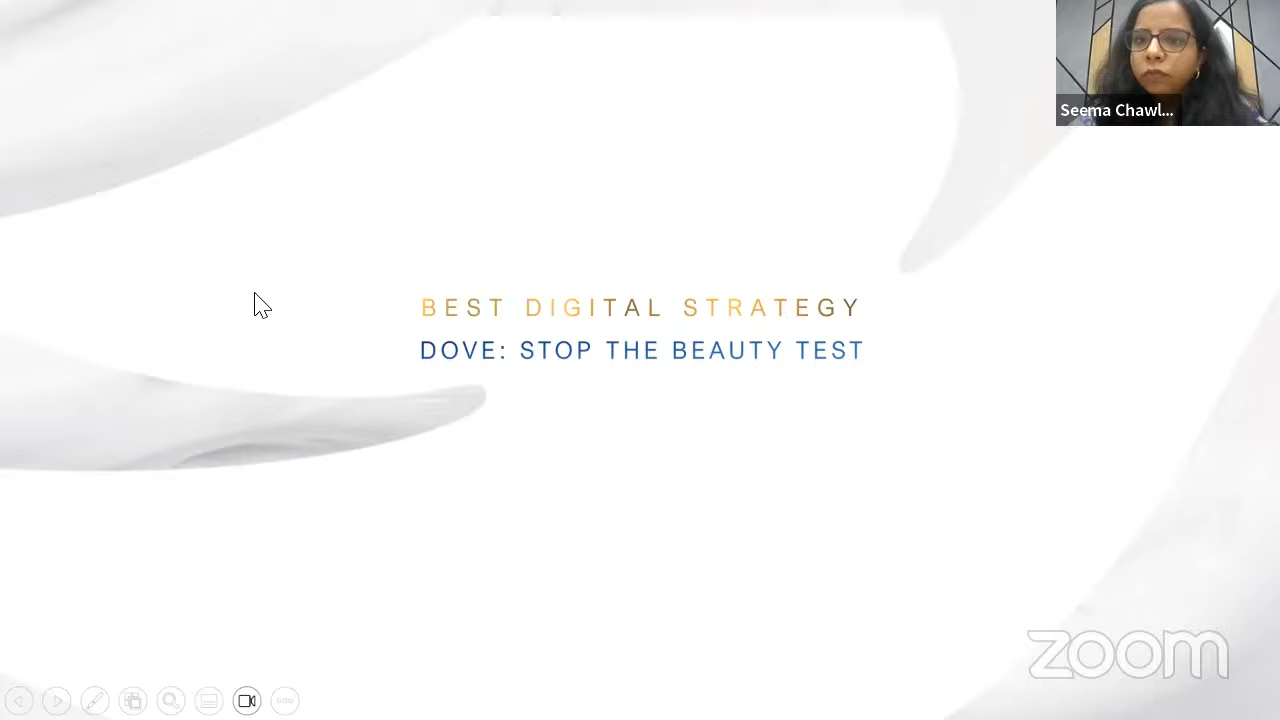 Seema Chawl...
BEST DIGITAL STRATEGY
DOVE: STOP THE BEAUTY TEST
zoom